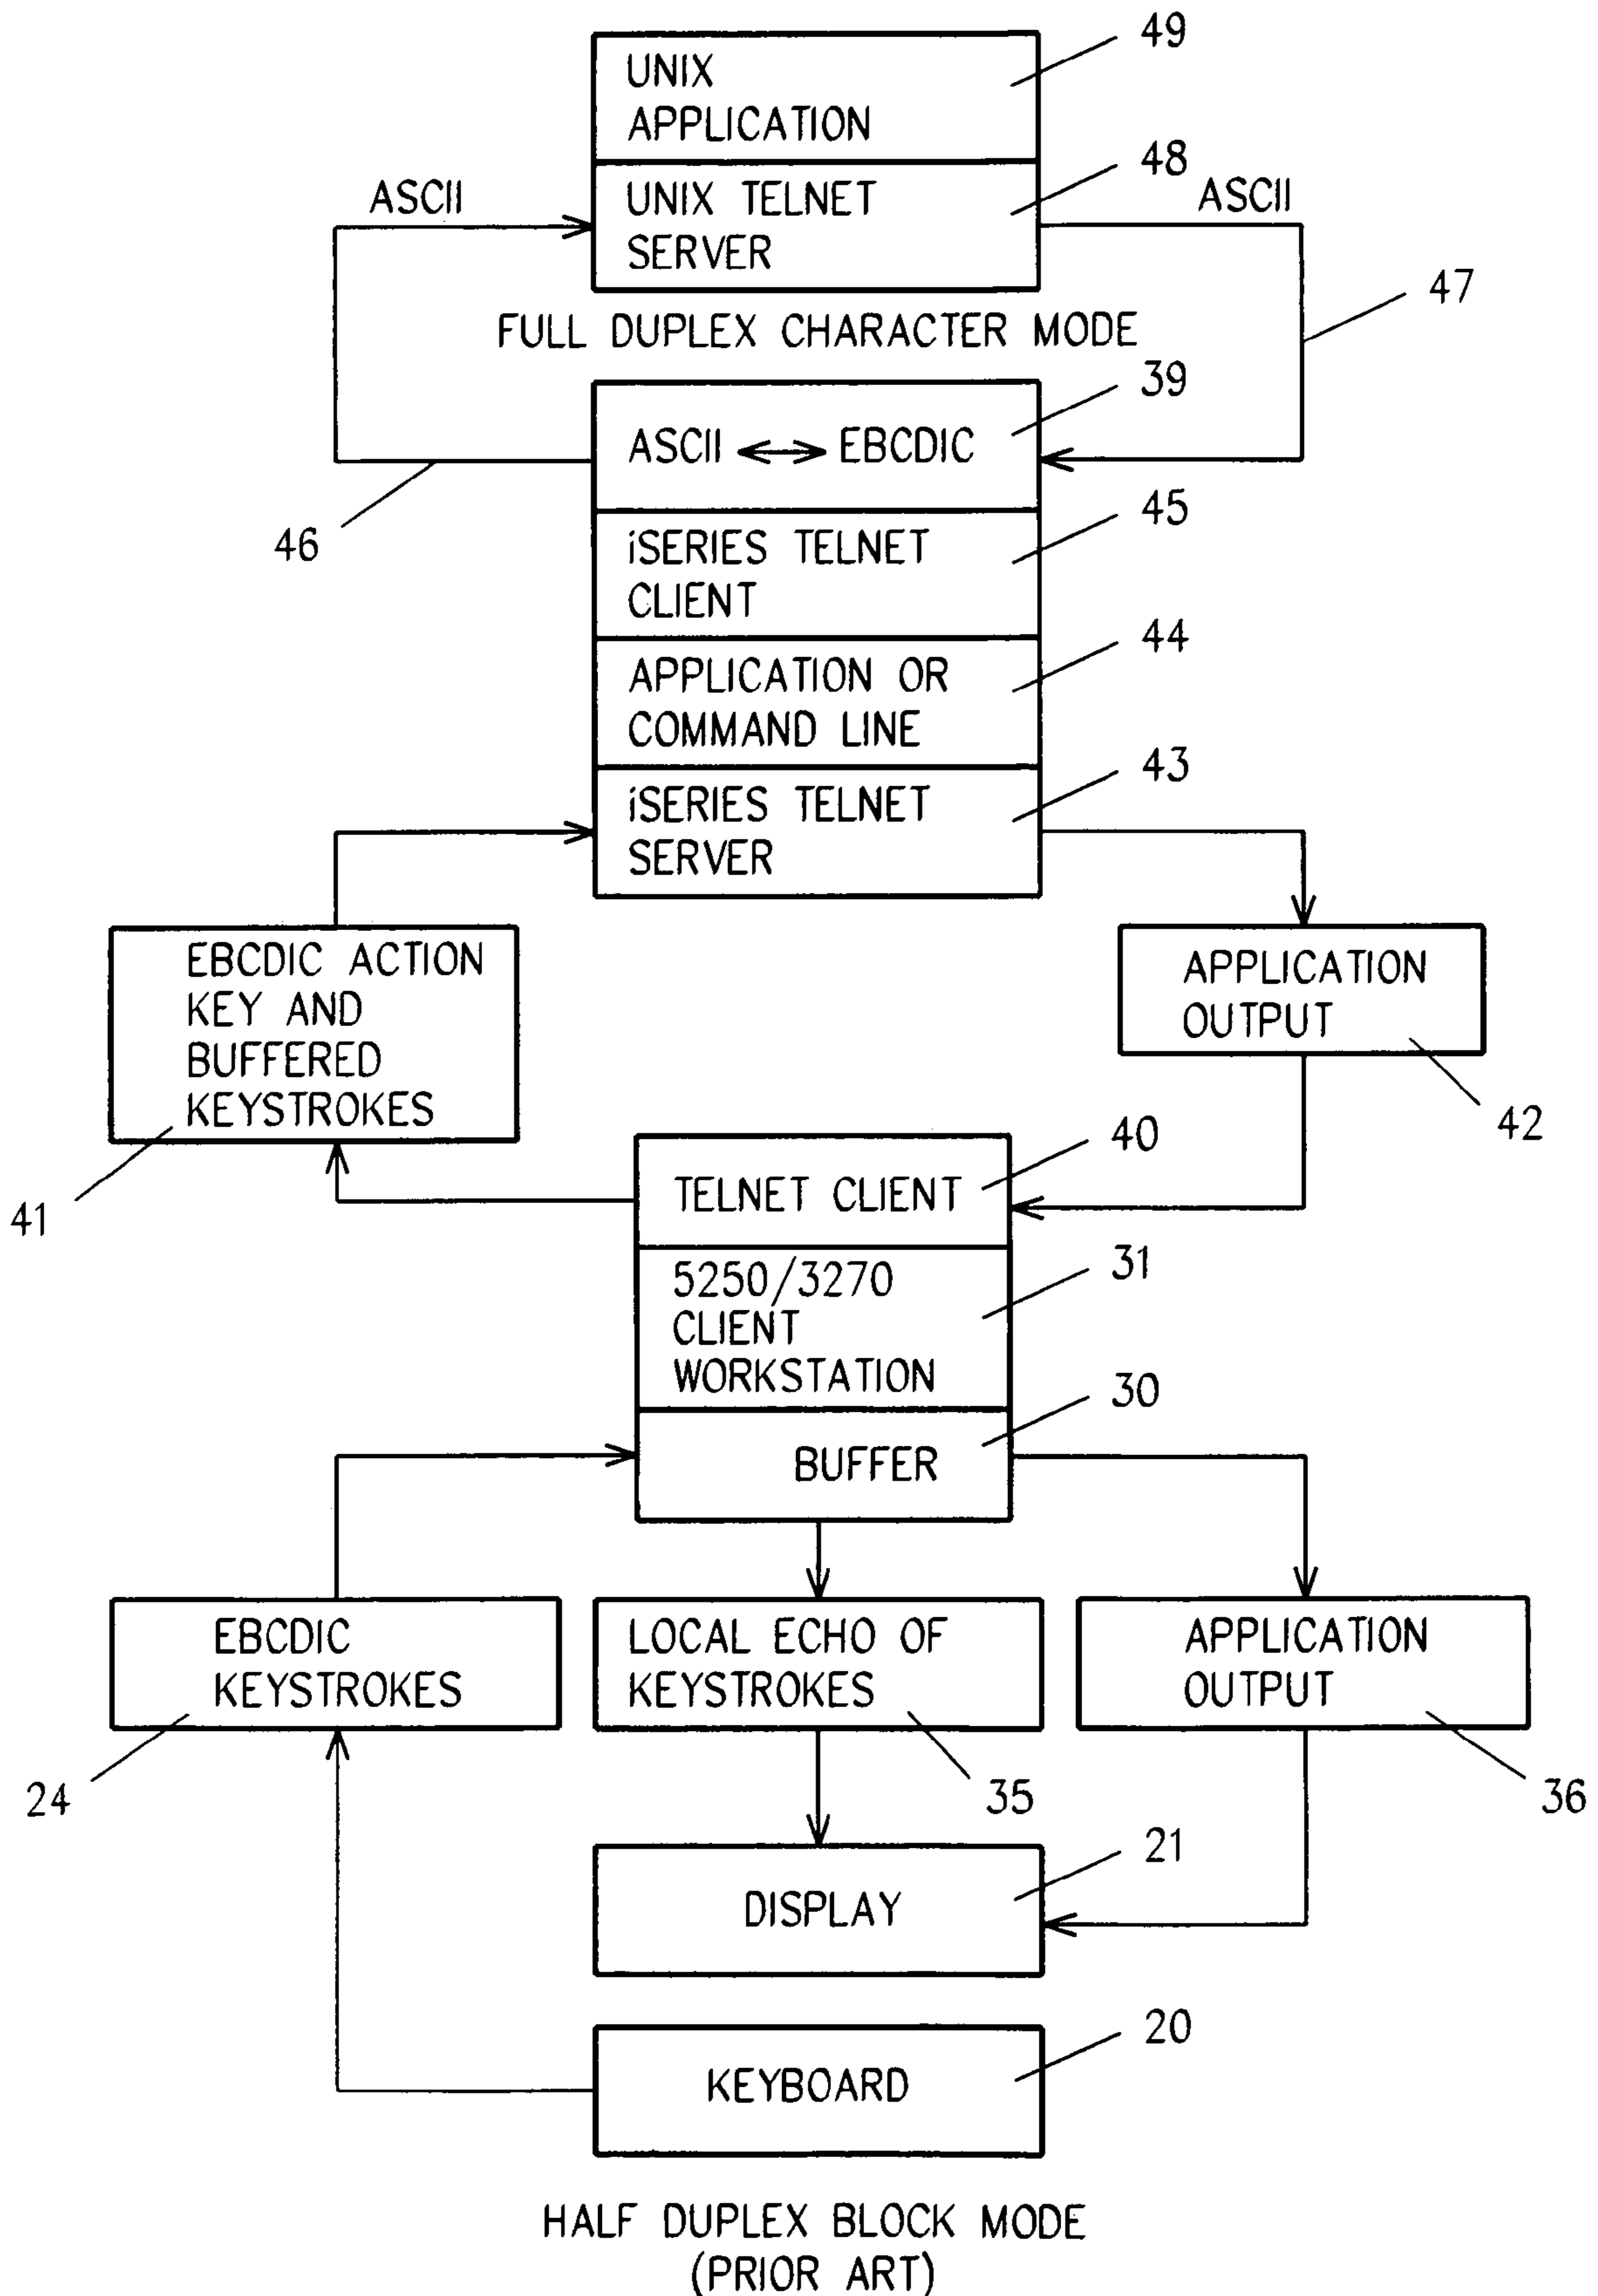 49
UNIX
APPLICATION
48
ASCII
UNIX TELNET
SERVER
ASCII
47
FULL DUPLEX CHARACTER MODE
39
ASCII ↔ EBCDIC
46
45
iSERIES TELNET
CLIENT
44
APPLICATION OR
COMMAND LINE
43
iSERIES TELNET
SERVER
EBCDIC ACTION
KEY AND
BUFFERED
KEYSTROKES
41
APPLICATION
OUTPUT
42
40
TELNET CLIENT
31
5250/3270
CLIENT
WORKSTATION
30
BUFFER
EBCDIC
KEYSTROKES
24
LOCAL ECHO OF
KEYSTROKES
35
APPLICATION
OUTPUT
36
21
DISPLAY
20
KEYBOARD
HALF DUPLEX BLOCK MODE
(PRIOR ART)